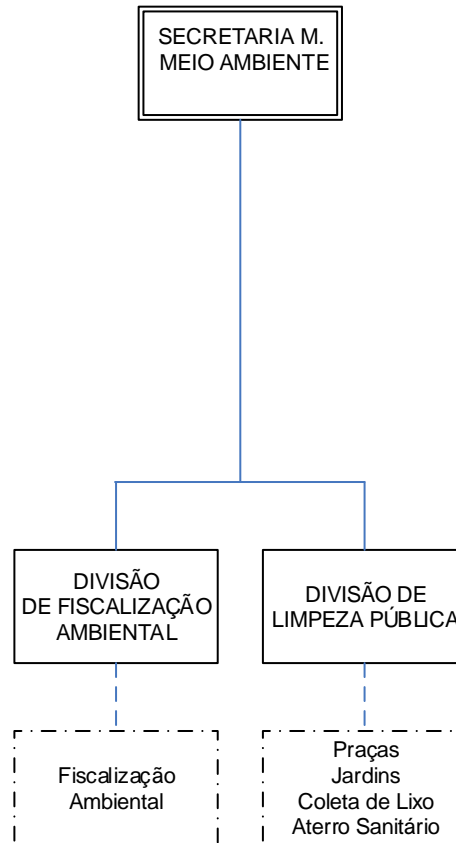 SECRETARIA M.
MEIO AMBIENTE
DIVISÃO
DE FISCALIZAÇÃO
AMBIENTAL
DIVISÃO DE
LIMPEZA PÚBLICA
Fiscalização
Ambiental
Praças
Jardins
Coleta de Lixo
Aterro Sanitário